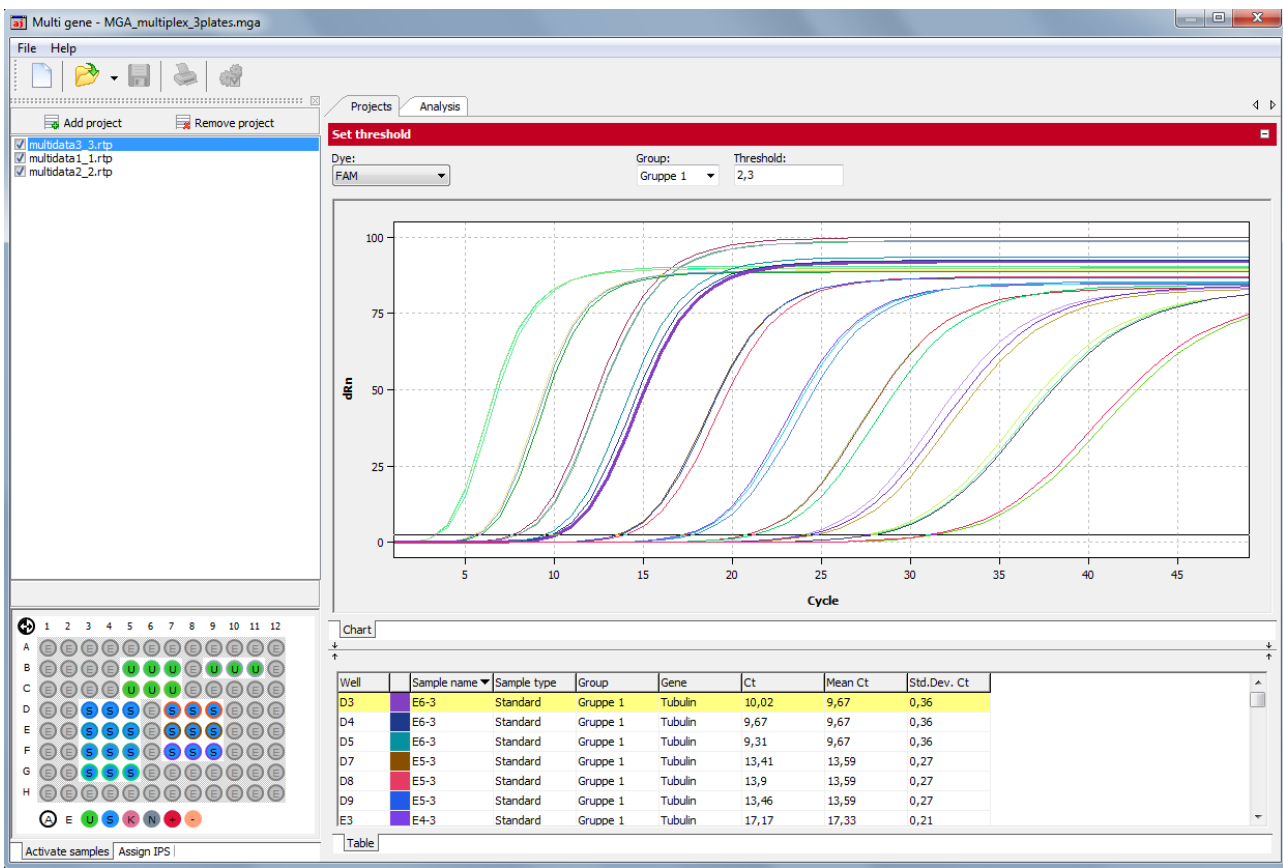 aj Multi gene - MGA_multiplex_3plates.mga
File Help
Add project Remove project
multidata3_3.rtp
multidata1_1.rtp
multidata2_2.rtp
Projects Analysis
Set threshold
Dye: Group: Threshold:
FAM Gruppe 1 2,3
100
75
50
25
0
dRn
5 10 15 20 25 30 35 40 45
Cycle
Chart
1 2 3 4 5 6 7 8 9 10 11 12
A E E E E E E E E E E E E
B E E E E U U U E U U U E
C E E E E U U U E E E E E
D E E S S S E S S S E E E
E E E S S S E S S S E E E
F E E S S S E S S S E E E
G E E S S S E E E E E E E
H E E E E E E E E E E E E
A E U S K N + -
Activate samples Assign IPS
Well Sample name Sample type Group Gene Ct Mean Ct Std.Dev. Ct
D3 E6-3 Standard Gruppe 1 Tubulin 10,02 9,67 0,36
D4 E6-3 Standard Gruppe 1 Tubulin 9,67 9,67 0,36
D5 E6-3 Standard Gruppe 1 Tubulin 9,31 9,67 0,36
D7 E5-3 Standard Gruppe 1 Tubulin 13,41 13,59 0,27
D8 E5-3 Standard Gruppe 1 Tubulin 13,9 13,59 0,27
D9 E5-3 Standard Gruppe 1 Tubulin 13,46 13,59 0,27
E3 E4-3 Standard Gruppe 1 Tubulin 17,17 17,33 0,21
Table